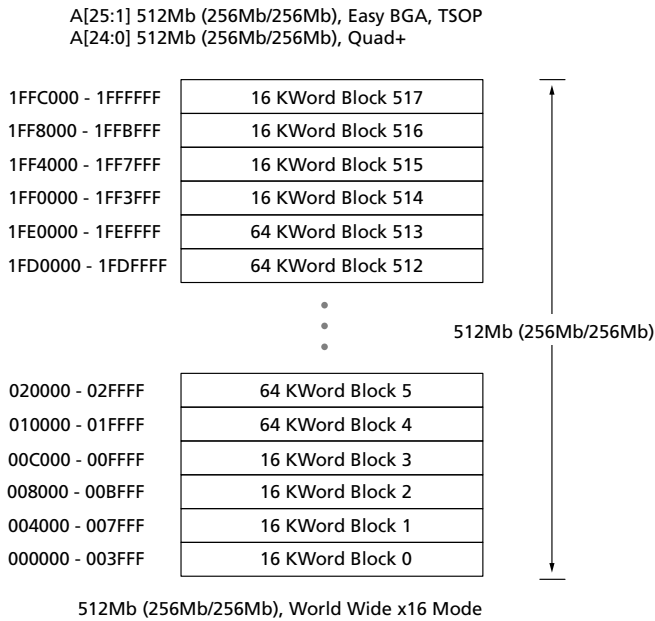 A[25:1] 512Mb (256Mb/256Mb), Easy BGA, TSOP
A[24:0] 512Mb (256Mb/256Mb), Quad+
1FFC000 - 1FFFFFF 16 KWord Block 517
1FF8000 - 1FFBFFF 16 KWord Block 516
1FF4000 - 1FF7FFF 16 KWord Block 515
1FF0000 - 1FF3FFF 16 KWord Block 514
1FE0000 - 1FEFFFF 64 KWord Block 513
1FD0000 - 1FDFFFF 64 KWord Block 512
512Mb (256Mb/256Mb)
020000 - 02FFFF 64 KWord Block 5
010000 - 01FFFF 64 KWord Block 4
00C000 - 00FFFF 16 KWord Block 3
008000 - 00BFFF 16 KWord Block 2
004000 - 007FFF 16 KWord Block 1
000000 - 003FFF 16 KWord Block 0
512Mb (256Mb/256Mb), World Wide x16 Mode